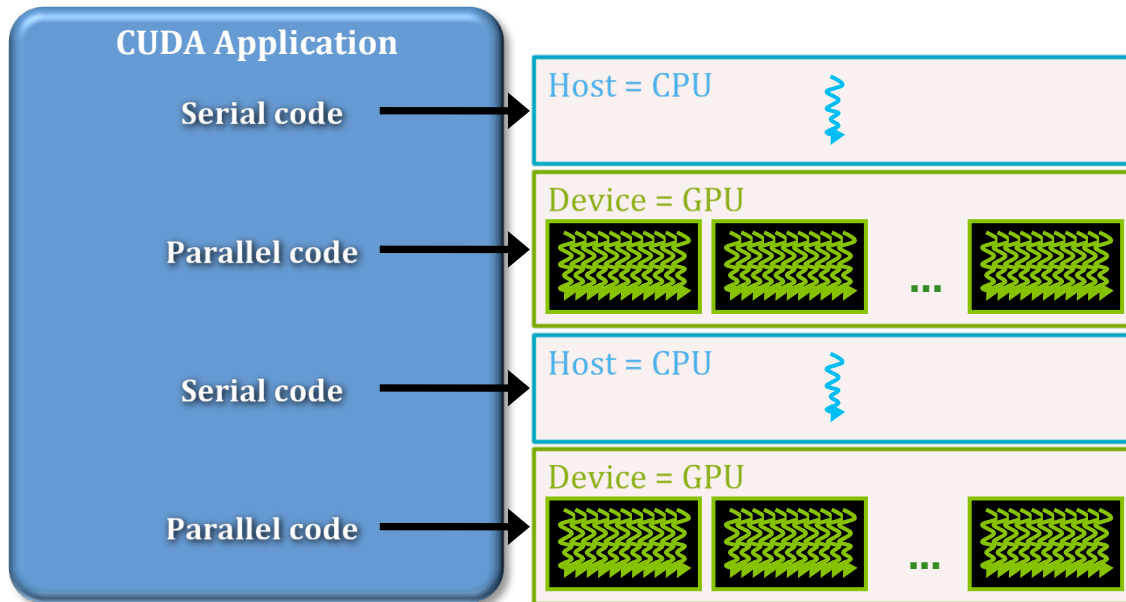 CUDA Application
Serial code
Host = CPU
Parallel code
Device = GPU
...
Serial code
Host = CPU
Parallel code
Device = GPU
...